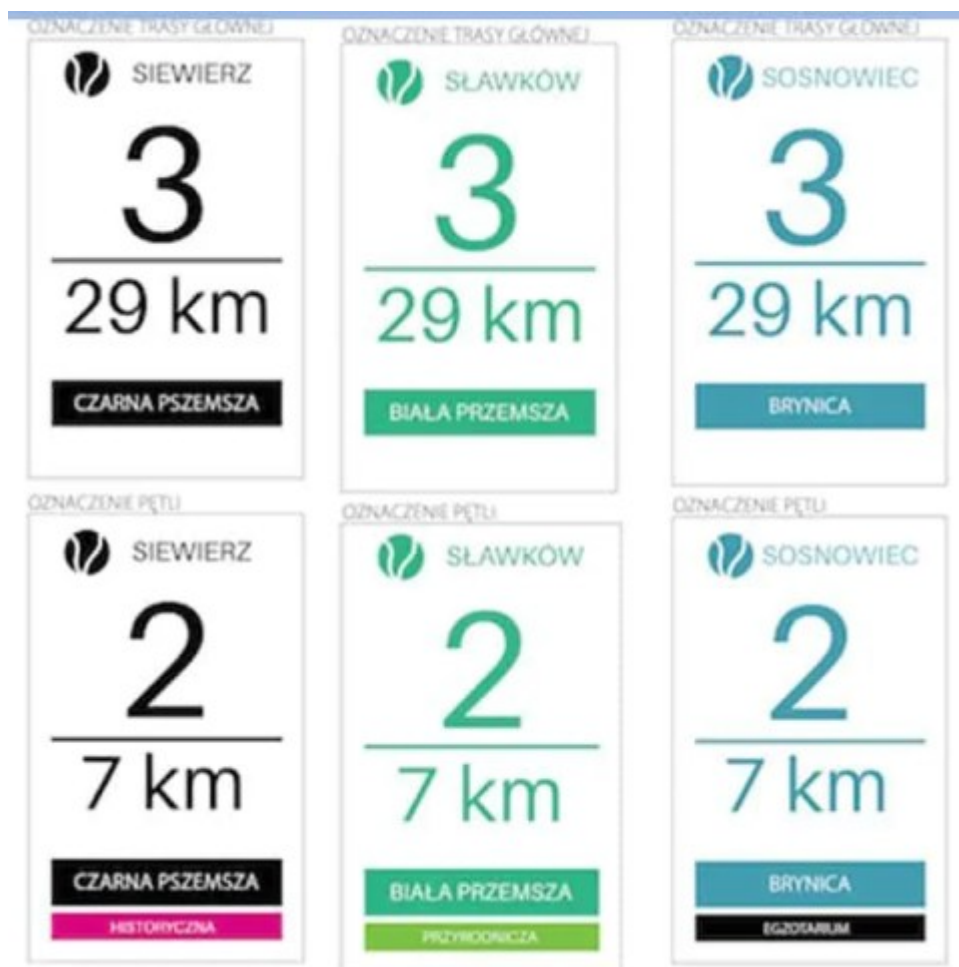 OZNACZENIE TRASY GŁÓWNEJ
SIEWIERZ
3
29 km
CZARNA PSZEMSZA
OZNACZENIE TRASY GŁÓWNEJ
SŁAWKÓW
3
29 km
BIAŁA PRZEMSZA
OZNACZENIE TRASY GŁÓWNEJ
SOSNOWIEC
3
29 km
BRYNICA
OZNACZENIE PĘTLI
SIEWIERZ
2
7 km
CZARNA PSZEMSZA
HISTORYCZNA
OZNACZENIE PĘTLI
SŁAWKÓW
2
7 km
BIAŁA PRZEMSZA
PRZYRODNICZA
OZNACZENIE PĘTLI
SOSNOWIEC
2
7 km
BRYNICA
EGZOTARIUM